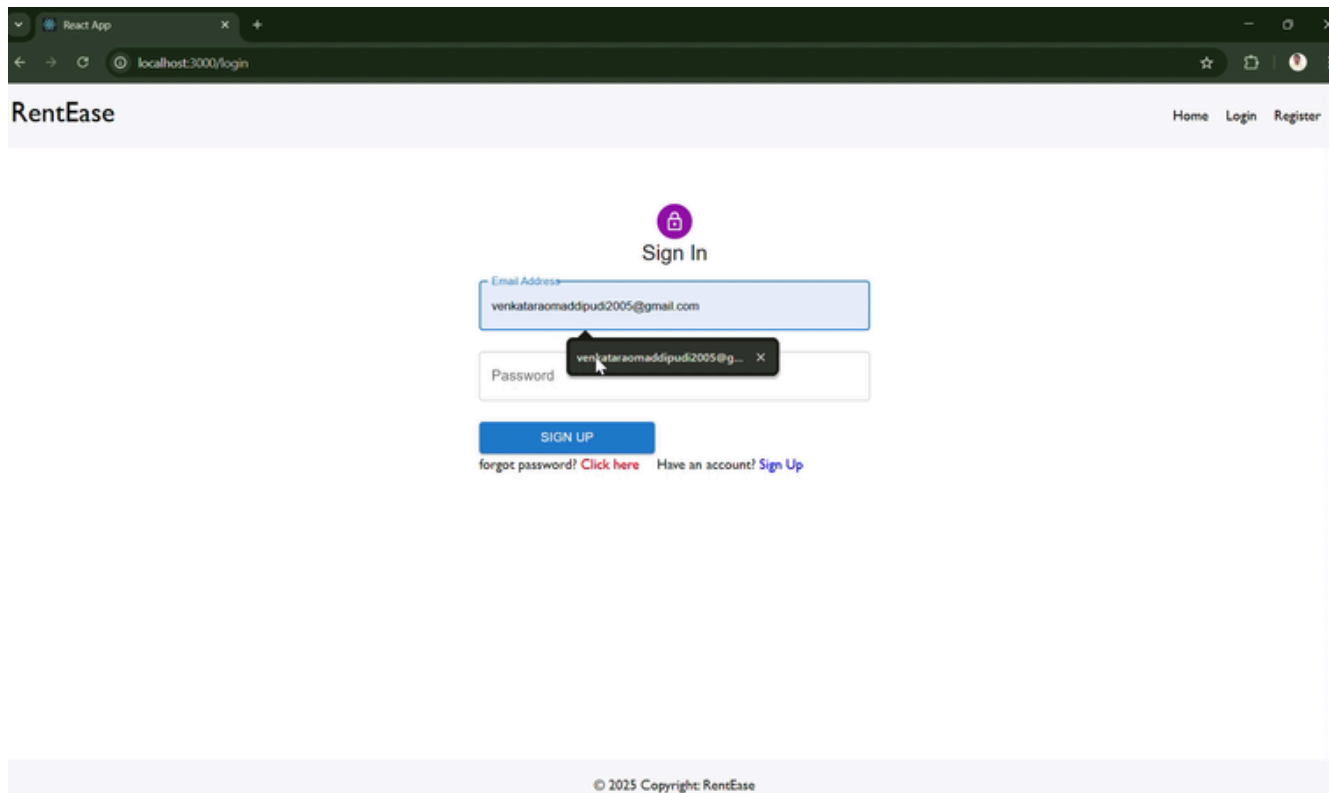 React App
localhost:3000/login
RentEase
Home Login Register
Sign In
Email Address
venkataraomaddipudi2005@gmail.com
venkataraomaddipudi2005@g...
Password
SIGN UP
forgot password? Click here Have an account? Sign Up
© 2025 Copyright: RentEase